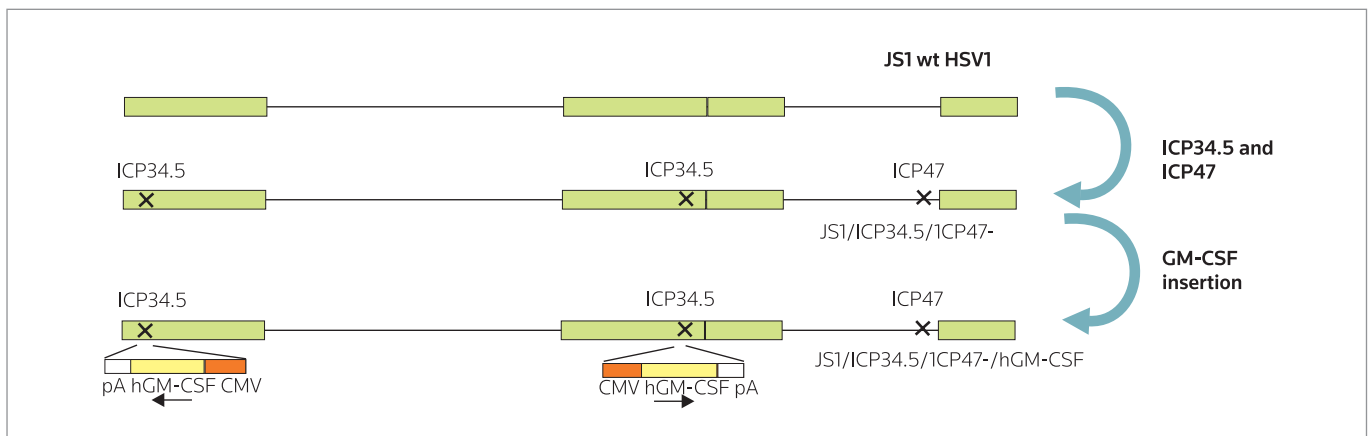 JS1 wt HSV1
ICP34.5 and
ICP47
ICP34.5
ICP34.5
ICP47
JS1/ICP34.5/1CP47-
GM-CSF
insertion
ICP34.5
ICP34.5
ICP47
JS1/ICP34.5/1CP47-/hGM-CSF
pA hGM-CSF CMV
CMV hGM-CSF pA